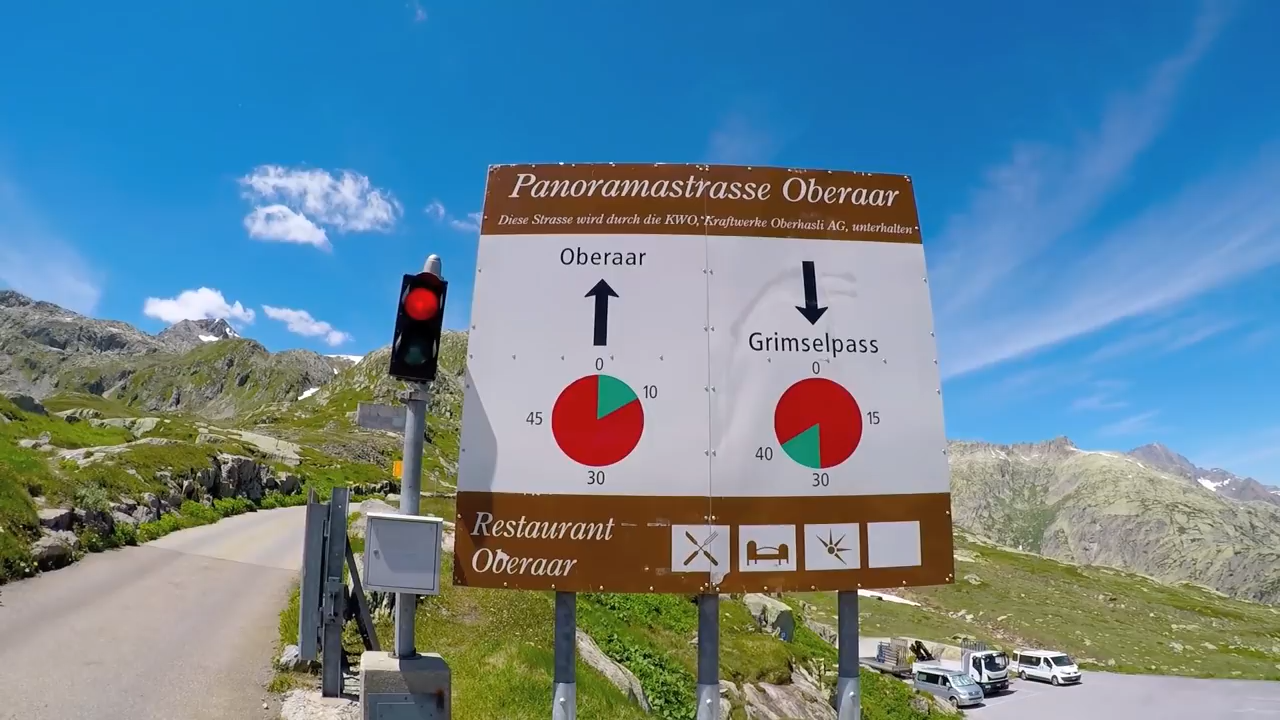 Panoramastrasse Oberaar
Diese Strasse wird durch die KWO, Kraftwerke Oberhasli AG, unterhalten
Oberaar
Grimselpass
0
10
45
30
0
15
40
30
Restaurant
Oberaar